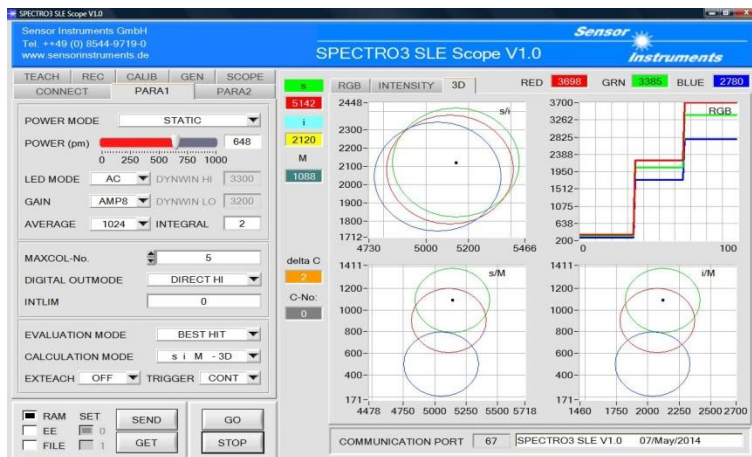 SPECTRO3 SLE Scope V1.0
Sensor Instruments GmbH
Tel. ++49 (0) 8544-9719-0
www.sensorinstruments.de
SPECTRO3 SLE Scope V1.0
Sensor
Instruments
TEACH REC CALIB GEN SCOPE
CONNECT PARA1 PARA2
POWER MODE STATIC
POWER (pm) 648
0 250 500 750 1000
LED MODE AC DYNWIN HI 3300
GAIN AMP8 DYNWIN LO 3200
AVERAGE 1024 INTEGRAL 2
MAXCOL-No. 5
DIGITAL OUTMODE DIRECT HI
INTLIM 0
EVALUATION MODE BEST HIT
CALCULATION MODE s i M - 3D
EXTEACH OFF TRIGGER CONT
RAM SET SEND GO
EE 0
FILE 1 GET STOP
s
5142
i
2120
M
1088
delta C
2
C-No:
0
RGB INTENSITY 3D RED 3698 GRN 3385 BLUE 2780
s/i
2448
2300
2200
2100
2000
1900
1800
1712
4730 5000 5200 5466
RGB
3700
3262
2825
2388
1950
1512
1075
638
200
0 100
s/M
1411
1200
1000
800
600
400
171
4478 4750 5000 5250 5500 5718
i/M
1411
1200
1000
800
600
400
171
1460 1750 2000 2250 2500 2700
COMMUNICATION PORT 67 SPECTRO3 SLE V1.0 07/May/2014